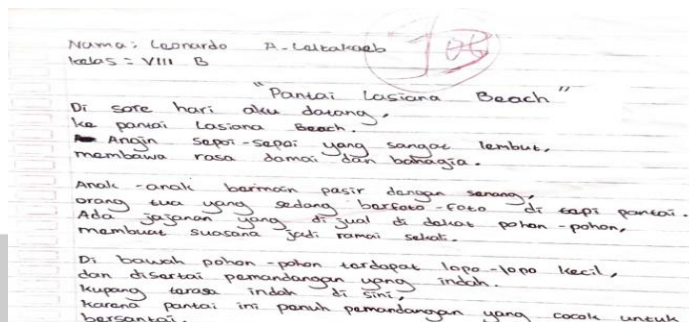 Nama: Leonardo A. Leltakaeb
kelas = VIII B
100
"Pantai Lasiana Beach"
Di sore hari aku datang,
ke pantai Lasiana Beach.
Angin sepoi-sepoi yang sangat lembut,
membawa rasa damai dan bahagia.
Anak-anak bermain pasir dengan senang,
orang tua yang sedang berfoto-foto di tepi pantai.
Ada jajanan yang di jual di dekat pohon-pohon,
membuat suasana jadi ramai sekali.
Di bawah pohon-pohon terdapat lopo-lopo kecil,
dan disertai pemandangan yang indah.
Kupang terasa indah di sini,
karena pantai ini penuh pemandangan yang cocok untuk
bersantai.